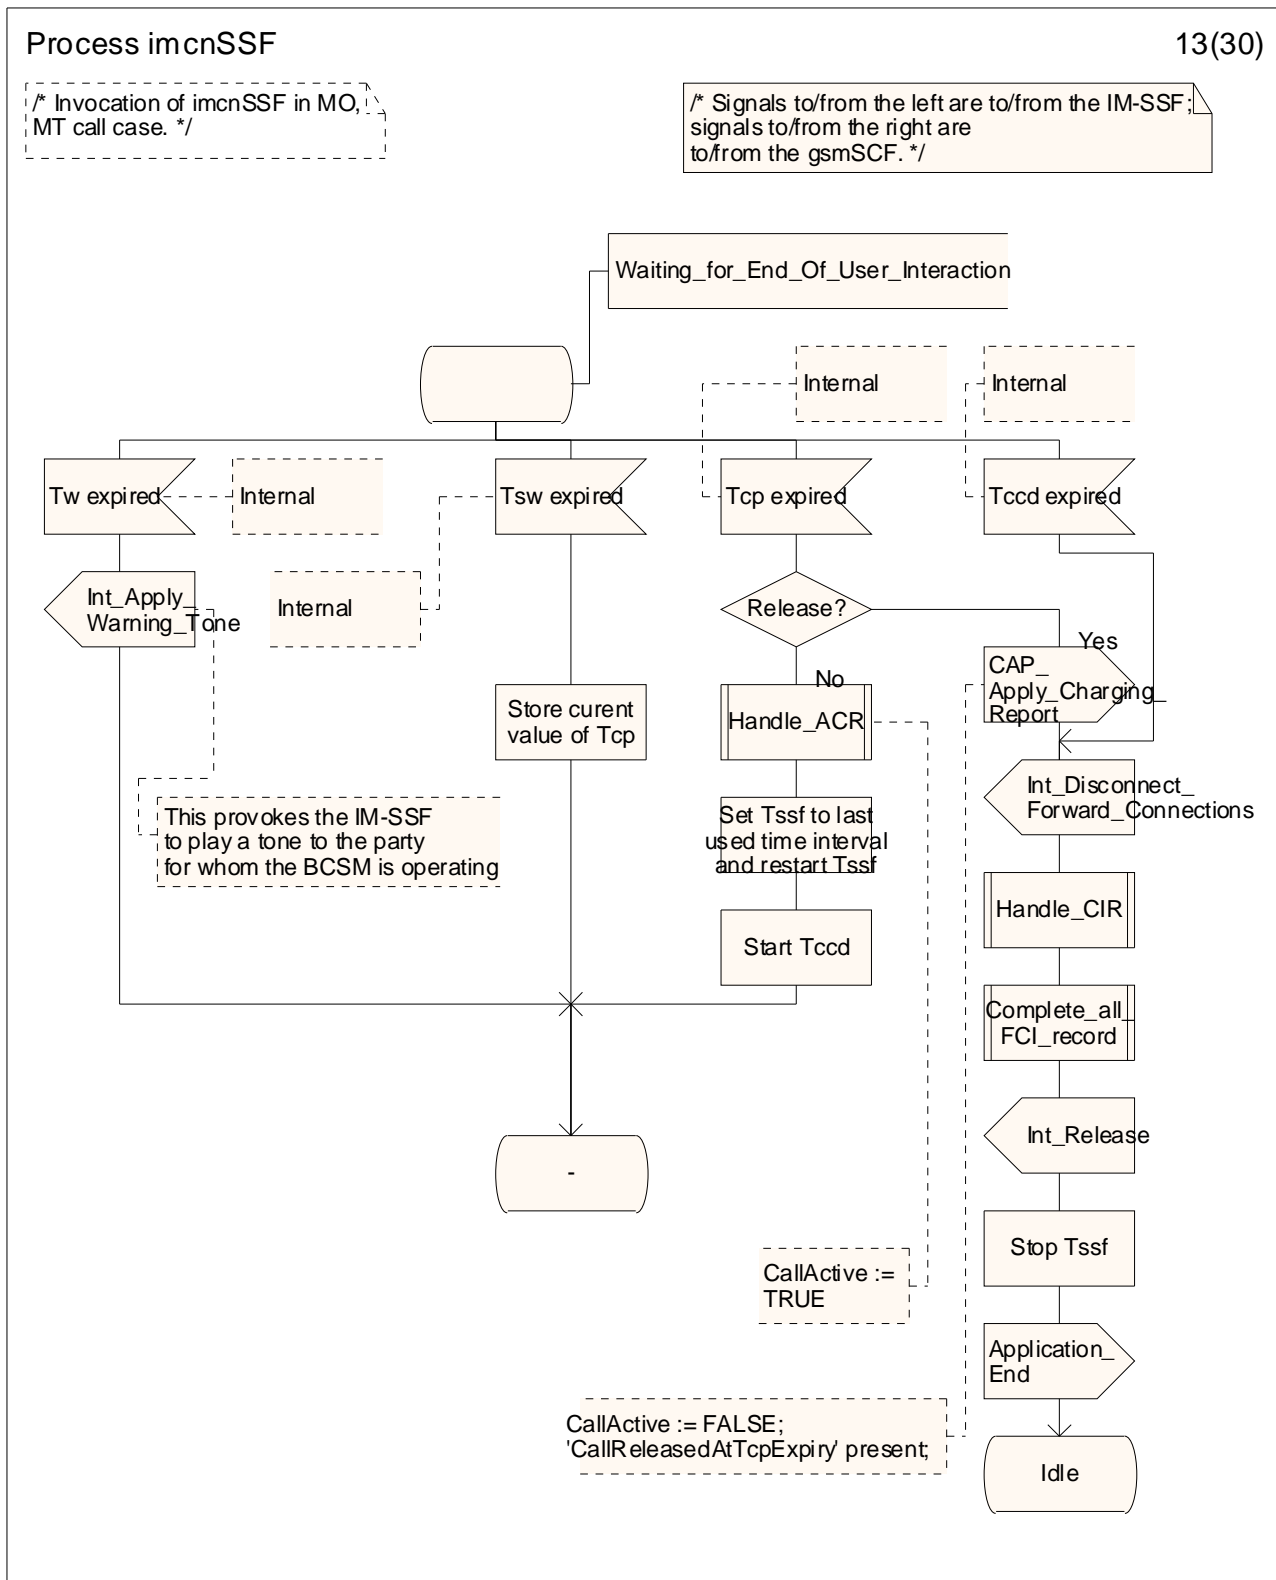 Process imcnSSF
13(30)
/* Invocation of imcnSSF in MO,
MT call case. */
/* Signals to/from the left are to/from the IM-SSF;
signals to/from the right are
to/from the gsmSCF. */
Waiting_for_End_Of_User_Interaction
Internal
Internal
Tw expired
Internal
Tsw expired
Tcp expired
Tccd expired
Int_Apply_
Warning_Tone
Internal
Release?
Yes
No
CAP_
Apply_Charging_
Report
Store curent
value of Tcp
Handle_ACR
Int_Disconnect_
Forward_Connections
This provokes the IM-SSF
to play a tone to the party
for whom the BCSM is operating
Set Tssf to last
used time interval
and restart Tssf
Handle_CIR
Start Tccd
Complete_all_
FCI_record
Int_Release
-
Stop Tssf
CallActive :=
TRUE
Application_
End
CallActive := FALSE;
'CallReleasedAtTcpExpiry' present;
Idle